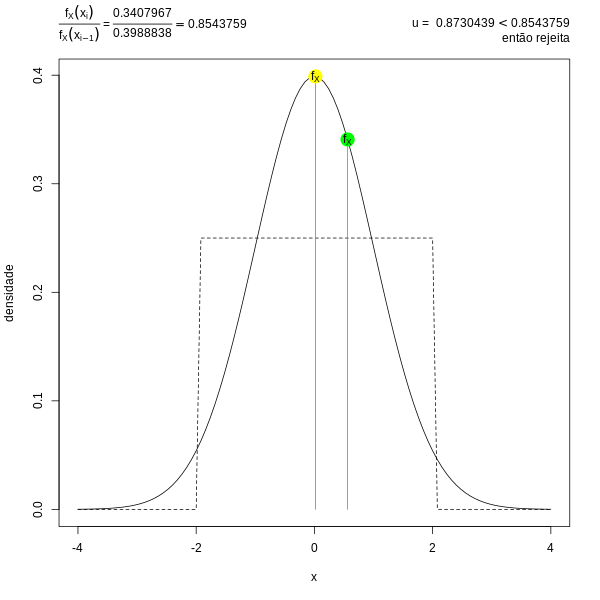 fX(xi) / fX(xi−1) = 0.3407967 / 0.3988838 = 0.8543759
u = 0.8730439 < 0.8543759
então rejeita
fX
fX
densidade
0.4
0.3
0.2
0.1
0.0
-4 -2 0 2 4
x